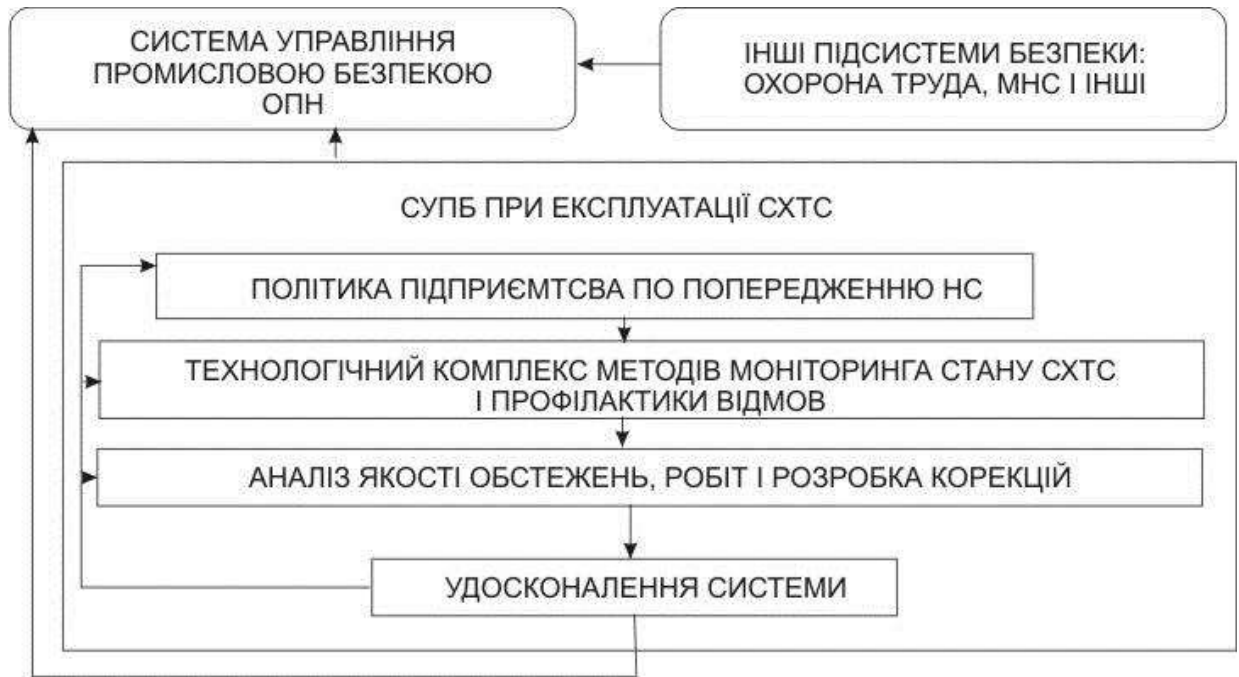 СИСТЕМА УПРАВЛІННЯ
ПРОМИСЛОВОЮ БЕЗПЕКОЮ
ОПН
ІНШІ ПІДСИСТЕМИ БЕЗПЕКИ:
ОХОРОНА ТРУДА, МНС І ІНШІ
СУПБ ПРИ ЕКСПЛУАТАЦІЇ СХТС
ПОЛІТИКА ПІДПРИЄМТСВА ПО ПОПЕРЕДЖЕННЮ НС
ТЕХНОЛОГІЧНИЙ КОМПЛЕКС МЕТОДІВ МОНІТОРИНГА СТАНУ СХТС
І ПРОФІЛАКТИКИ ВІДМОВ
АНАЛІЗ ЯКОСТІ ОБСТЕЖЕНЬ, РОБІТ І РОЗРОБКА КОРЕКЦІЙ
УДОСКОНАЛЕННЯ СИСТЕМИ